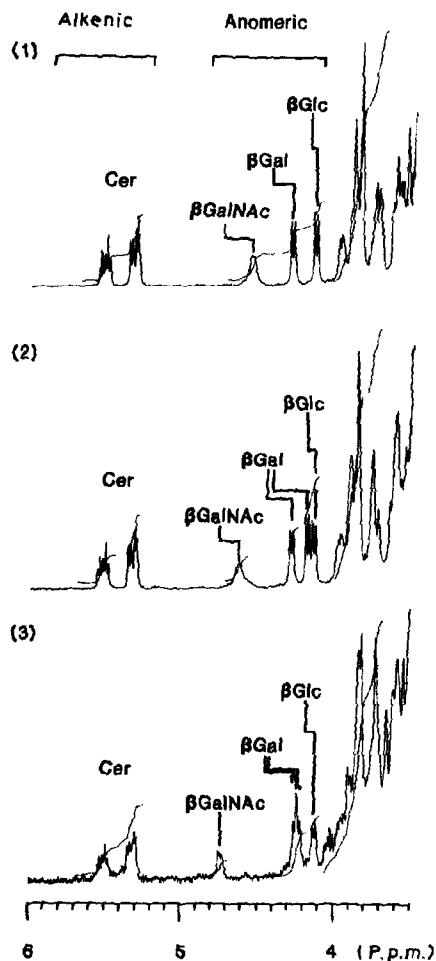 Alkenic Anomeric
(1)
βGlc
βGal
Cer
βGalNAc
(2)
βGlc
βGal
Cer
βGalNAc
(3)
βGlc
βGal
Cer
βGalNAc
6 5 4 (P.p.m.)